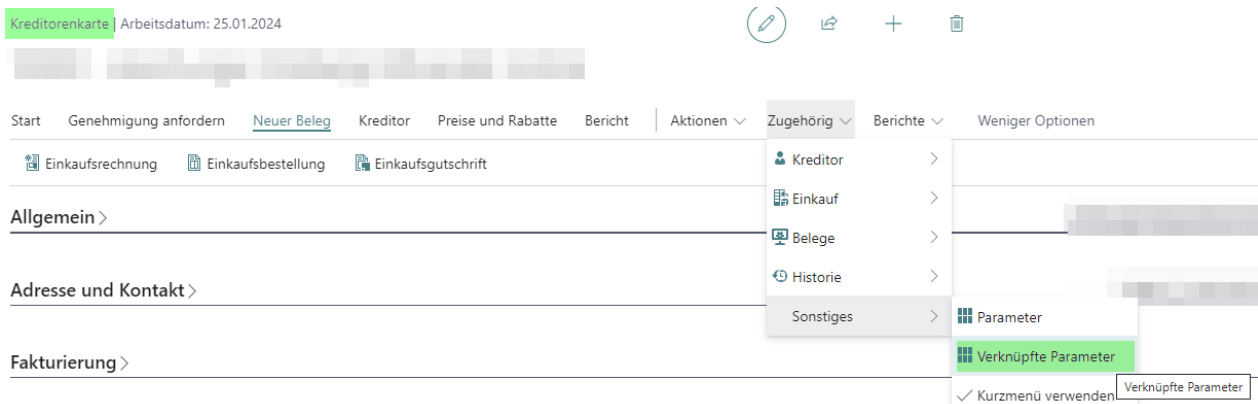 Kreditorenkarte | Arbeitsdatum: 25.01.2024
Start Genehmigung anfordern Neuer Beleg Kreditor Preise und Rabatte Bericht Aktionen Zugehörig Berichte Weniger Optionen
Einkaufsrechnung Einkaufsbestellung Einkaufsgutschrift
Kreditor
Einkauf
Belege
Historie
Sonstiges
Parameter
Verknüpfte Parameter
Kurzmenü verwenden
Verknüpfte Parameter
Allgemein
Adresse und Kontakt
Fakturierung